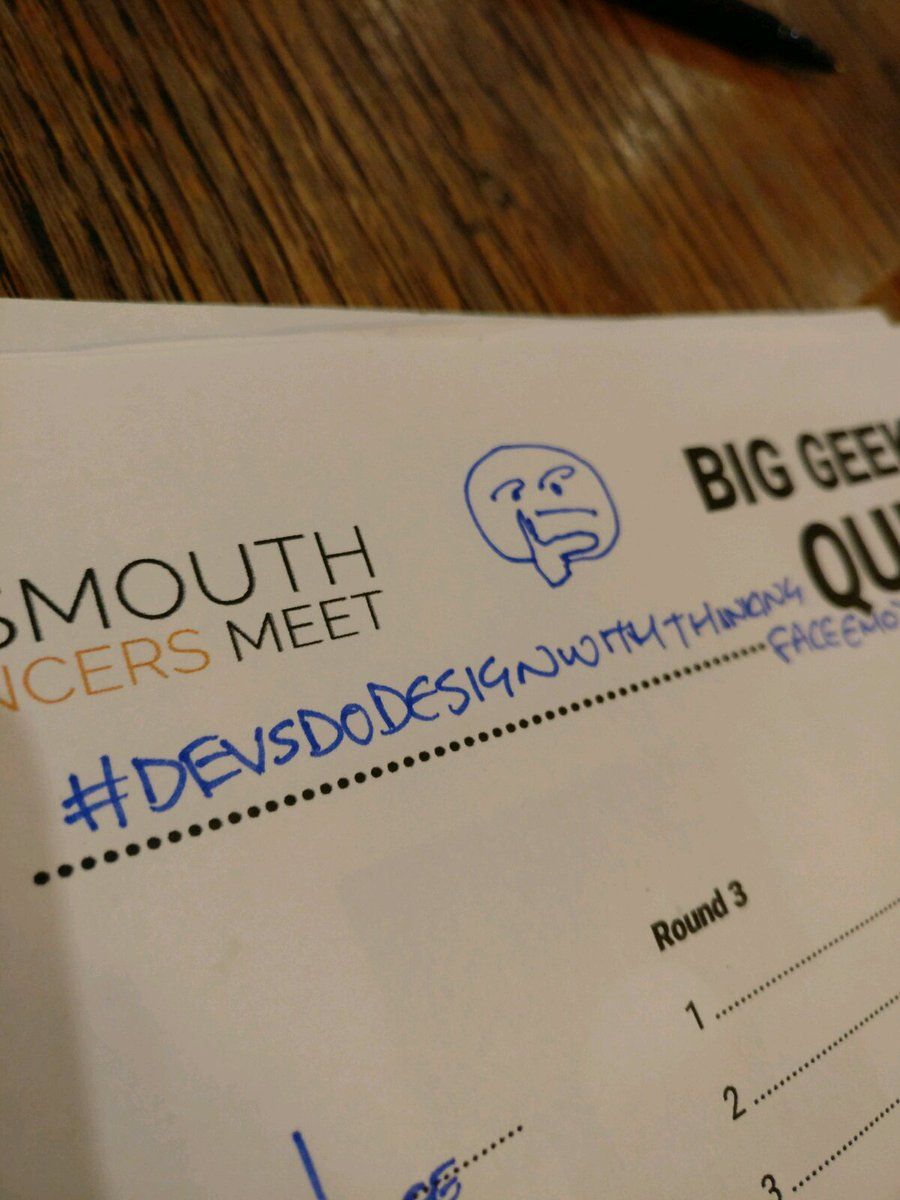 SMOUTH
NCERS MEET
BIG GEEK
QU
#DEVSDODESIGNWITHTHINKING
FACEEMO
Round 3
1
2
3